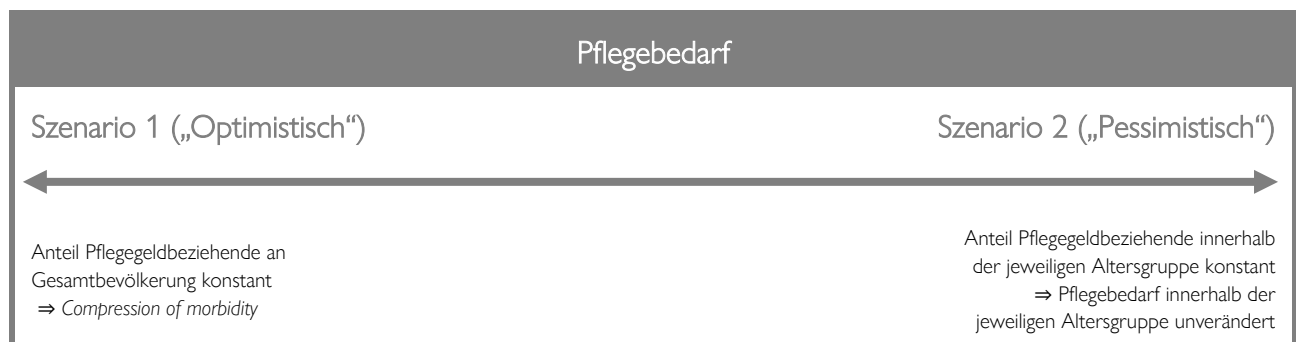 Pflegebedarf
Szenario 1 („Optimistisch“)
Szenario 2 („Pessimistisch“)
Anteil Pflegegeldbeziehende an
Gesamtbevölkerung konstant
⇒ Compression of morbidity
Anteil Pflegegeldbeziehende innerhalb
der jeweiligen Altersgruppe konstant
⇒ Pflegebedarf innerhalb der
jeweiligen Altersgruppe unverändert